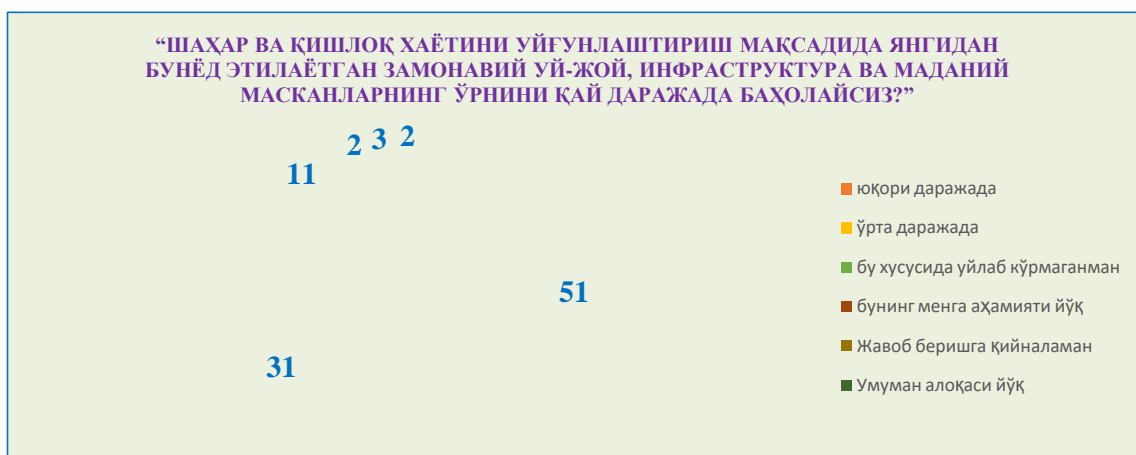 “ШАҲАР ВА ҚИШЛОҚ ХАЁТИНИ УЙҒУНЛАШТИРИШ МАҚСАДИДА ЯНГИДАН
БУНЁД ЭТИЛАЁТГАН ЗАМОНАВИЙ УЙ-ЖОЙ, ИНФРАСТРУКТУРА ВА МАДАНИЙ
МАСКАНЛАРНИНГ ЎРНИНИ ҚАЙ ДАРАЖАДА БАҲОЛАЙСИЗ?”
2 3 2
11
51
31
юқори даражада
ўрта даражада
бу хусусида уйлаб кўрмаганман
бунинг менга аҳамияти йўқ
Жавоб беришга қийналаман
Умуман алоқаси йўқ